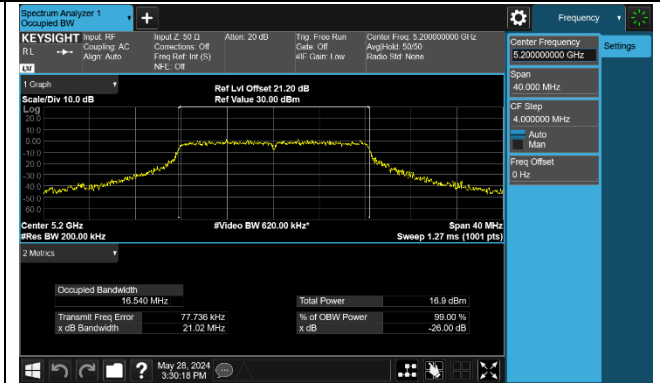 Spectrum Analyzer 1
Occupied BW
Frequency
KEYSIGHT Input: RF Input Z: 50 Ω Atten: 20 dB Trig: Free Run Center Freq: 5.200000000 GHz
RL Coupling: AC Corrections: Off Gate: Off Avg|Hold: 50/50
Align: Auto Freq Ref: Int (S) #IF Gain: Low Radio Std: None
LXI NFE: Off
Center Frequency
5.200000000 GHz
Settings
Span
40.000 MHz
CF Step
4.000000 MHz
Auto
Man
Freq Offset
0 Hz
1 Graph
Scale/Div 10.0 dB
Ref Lvl Offset 21.20 dB
Ref Value 30.00 dBm
Log
20.0
10.0
0.00
-10.0
-20.0
-30.0
-40.0
-50.0
-60.0
Center 5.2 GHz #Video BW 620.00 kHz* Span 40 MHz
#Res BW 200.00 kHz Sweep 1.27 ms (1001 pts)
2 Metrics
Occupied Bandwidth
16.540 MHz Total Power 16.9 dBm
Transmit Freq Error 77.736 kHz % of OBW Power 99.00 %
x dB Bandwidth 21.02 MHz x dB -26.00 dB
May 28, 2024
3:30:18 PM